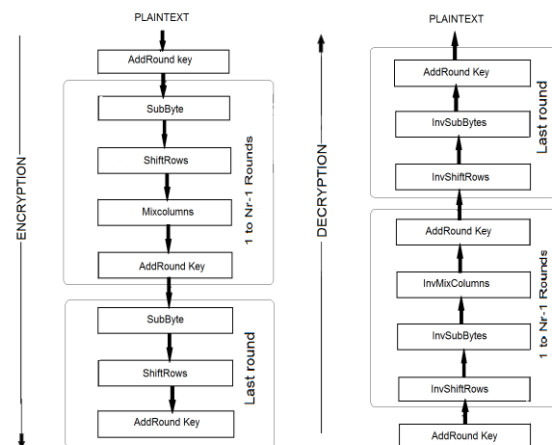 PLAINTEXT
AddRound key
SubByte
ShiftRows
Mixcolumns
AddRound Key
1 to Nr-1 Rounds
SubByte
ShiftRows
AddRound Key
Last round
ENCRYPTION
PLAINTEXT
AddRound Key
InvSubBytes
InvShiftRows
Last round
AddRound Key
InvMixColumns
InvSubBytes
InvShiftRows
1 to Nr-1 Rounds
AddRound Key
DECRYPTION